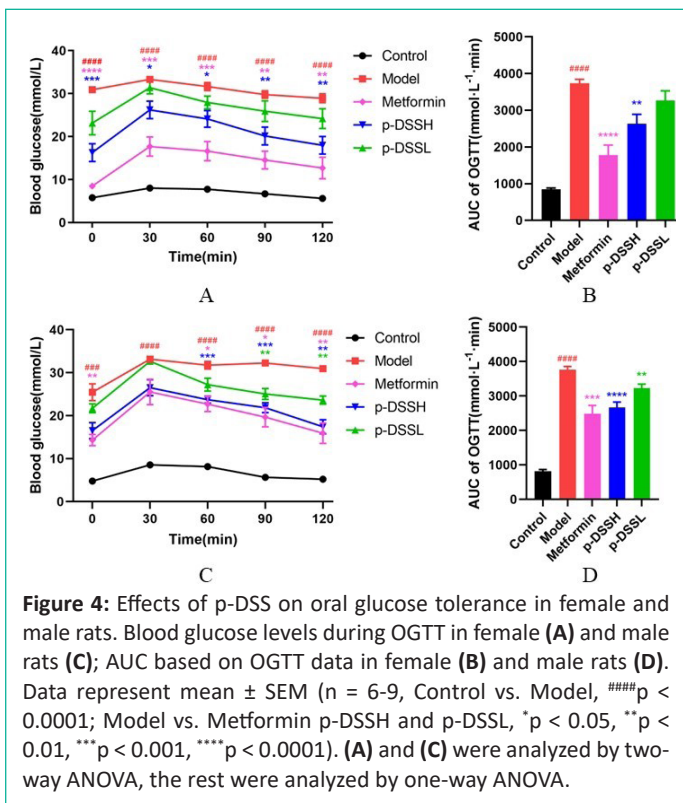 ####
####
####
####
####
****
***
***
**
**
***
*
*
**
**
40
30
20
10
0
Blood glucose(mmol/L)
0
30
60
90
120
Time(min)
Control
Model
Metformin
p-DSSH
p-DSSL
A
AUC of OGTT(mmol·L⁻¹·min)
5000
4000
3000
2000
1000
0
####
****
**
Control
Model
Metformin
p-DSSH
p-DSSL
B
###
####
####
####
####
**
*
*
**
***
***
**
**
**
40
30
20
10
0
Blood glucose(mmol/L)
0
30
60
90
120
Time(min)
Control
Model
Metformin
p-DSSH
p-DSSL
C
AUC of OGTT(mmol·L⁻¹·min)
5000
4000
3000
2000
1000
0
####
***
****
**
Control
Model
Metformin
p-DSSH
p-DSSL
D
Figure 4: Effects of p-DSS on oral glucose tolerance in female and
male rats. Blood glucose levels during OGTT in female (A) and male
rats (C); AUC based on OGTT data in female (B) and male rats (D).
Data represent mean ± SEM (n = 6-9, Control vs. Model, ####p <
0.0001; Model vs. Metformin p-DSSH and p-DSSL, *p < 0.05, **p <
0.01, ***p < 0.001, ****p < 0.0001). (A) and (C) were analyzed by two-
way ANOVA, the rest were analyzed by one-way ANOVA.